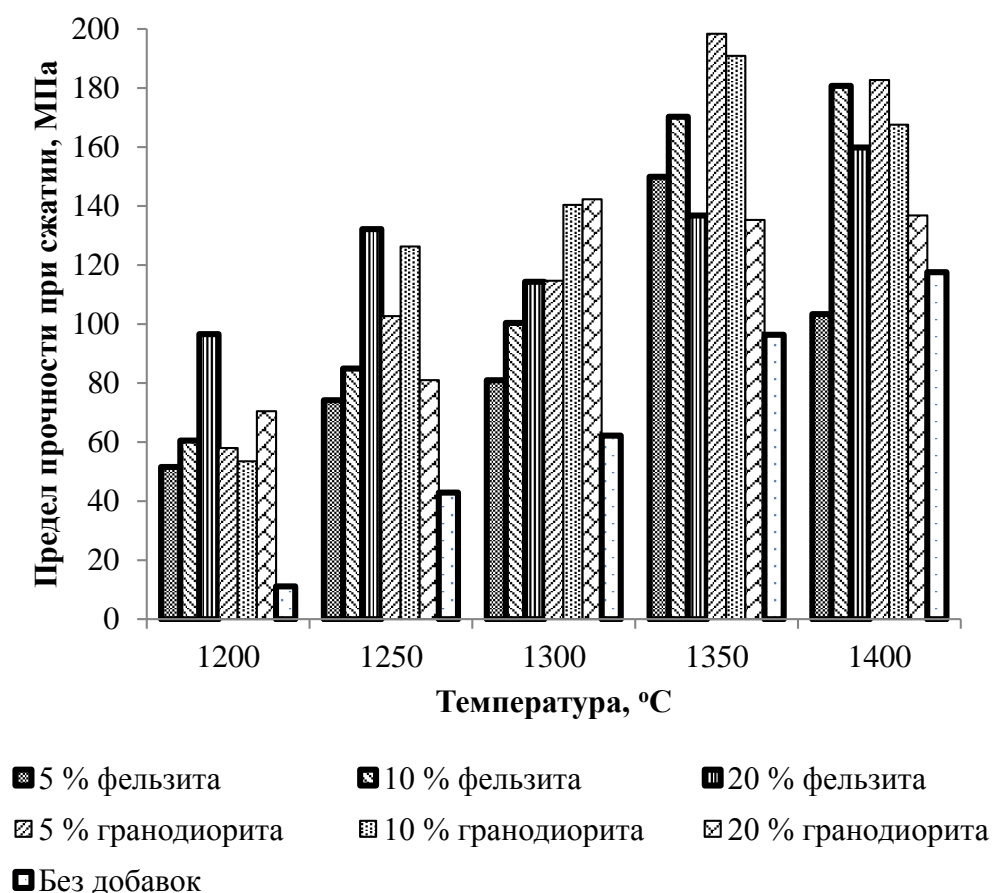 Предел прочности при сжатии, МПа
200
180
160
140
120
100
80
60
40
20
0
1200 1250 1300 1350 1400
Температура, °С
5 % фельзита 10 % фельзита 20 % фельзита
5 % гранодиорита 10 % гранодиорита 20 % гранодиорита
Без добавок